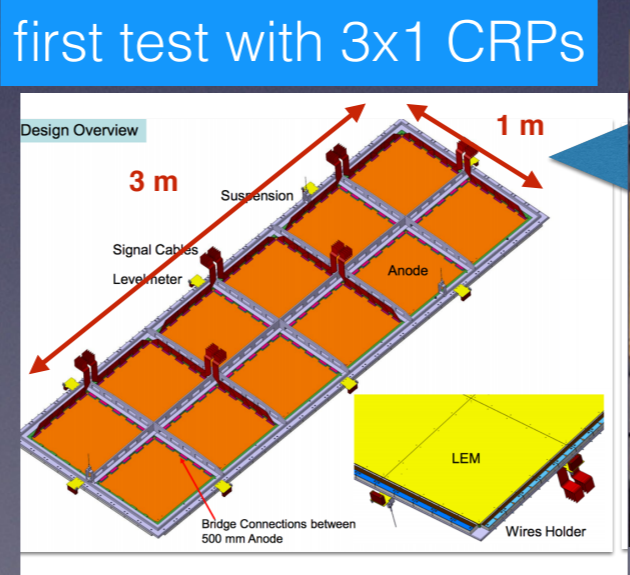 first test with 3x1 CRPs
Design Overview
1 m
3 m
Suspension
Signal Cables
Levelmeter
Anode
LEM
Bridge Connections between
500 mm Anode
Wires Holder